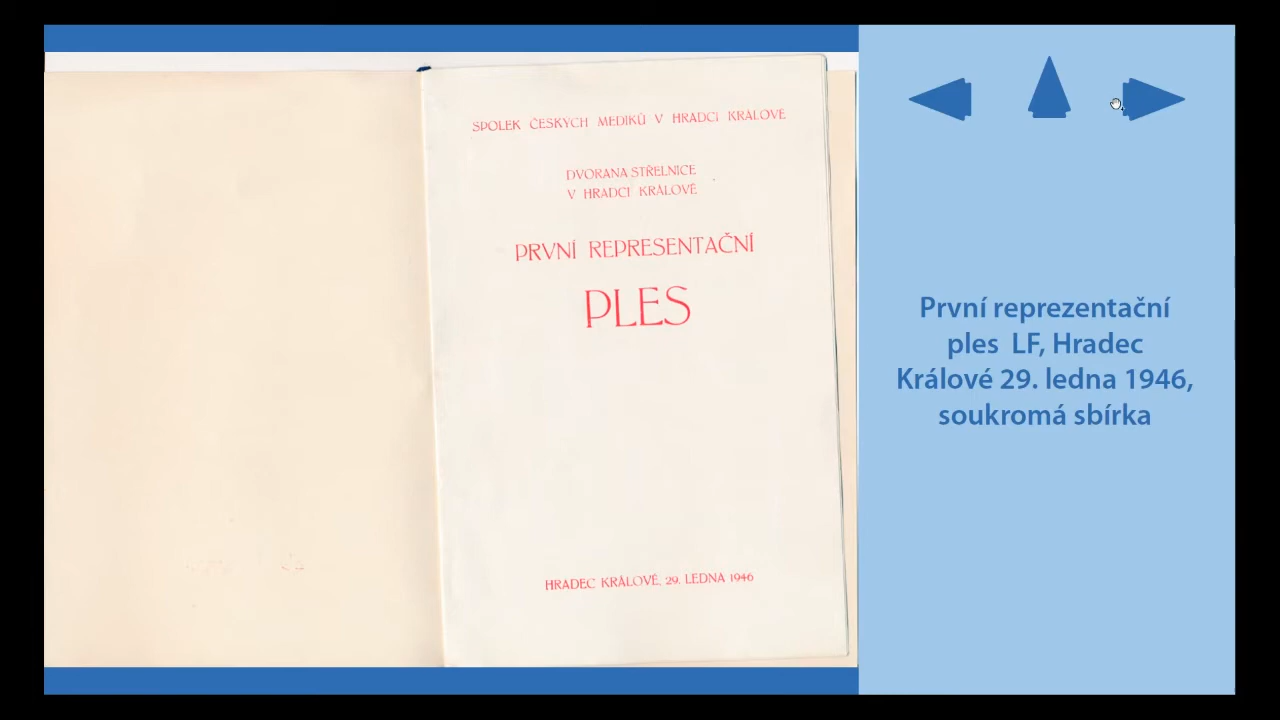 SPOLEK ČESKÝCH MEDIKŮ V HRADCI KRÁLOVÉ
DVORANA STŘELNICE
V HRADCI KRÁLOVÉ
PRVNÍ REPRESENTAČNÍ
PLES
HRADEC KRÁLOVÉ, 29. LEDNA 1946
První reprezentační
ples LF, Hradec
Králové 29. ledna 1946,
soukromá sbírka